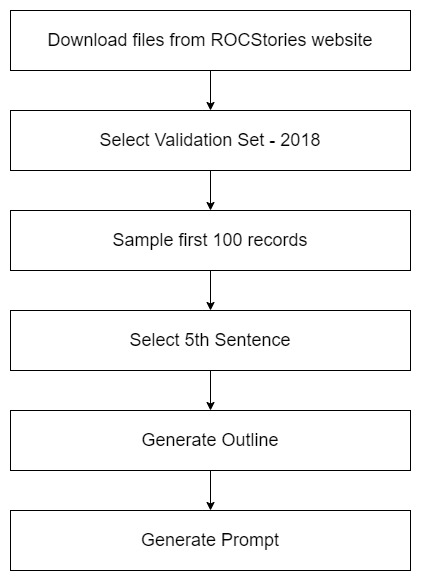 Download files from ROCStories website
Select Validation Set - 2018
Sample first 100 records
Select 5th Sentence
Generate Outline
Generate Prompt